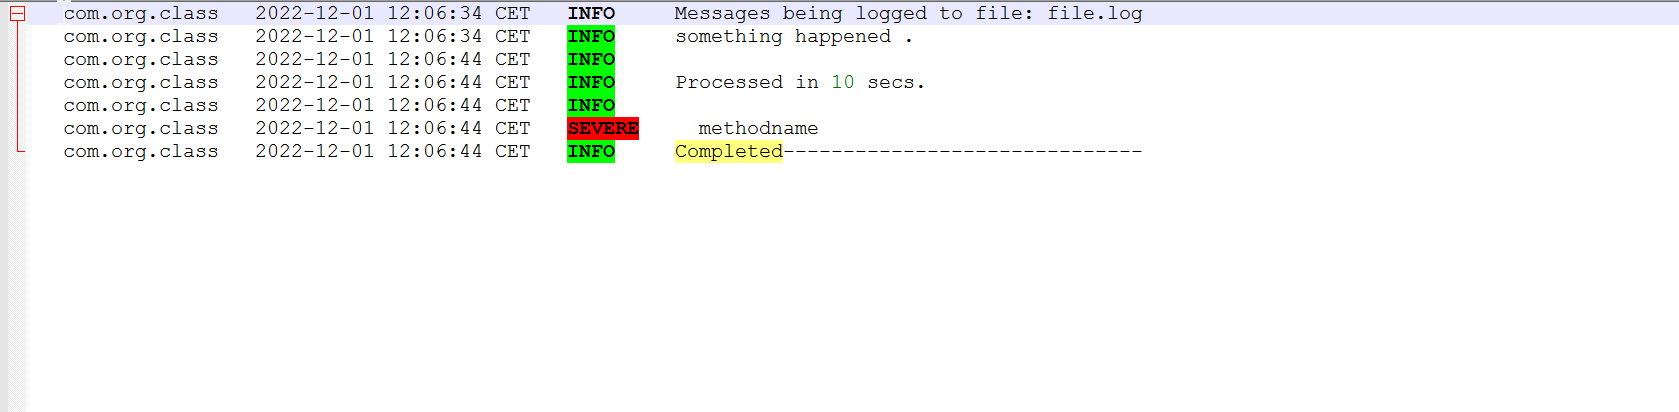 com.org.class   2022-12-01 12:06:34 CET   INFO     Messages being logged to file: file.log
com.org.class   2022-12-01 12:06:34 CET   INFO     something happened .
com.org.class   2022-12-01 12:06:44 CET   INFO
com.org.class   2022-12-01 12:06:44 CET   INFO     Processed in 10 secs.
com.org.class   2022-12-01 12:06:44 CET   INFO
com.org.class   2022-12-01 12:06:44 CET   SEVERE     methodname
com.org.class   2022-12-01 12:06:44 CET   INFO     Completed------------------------------